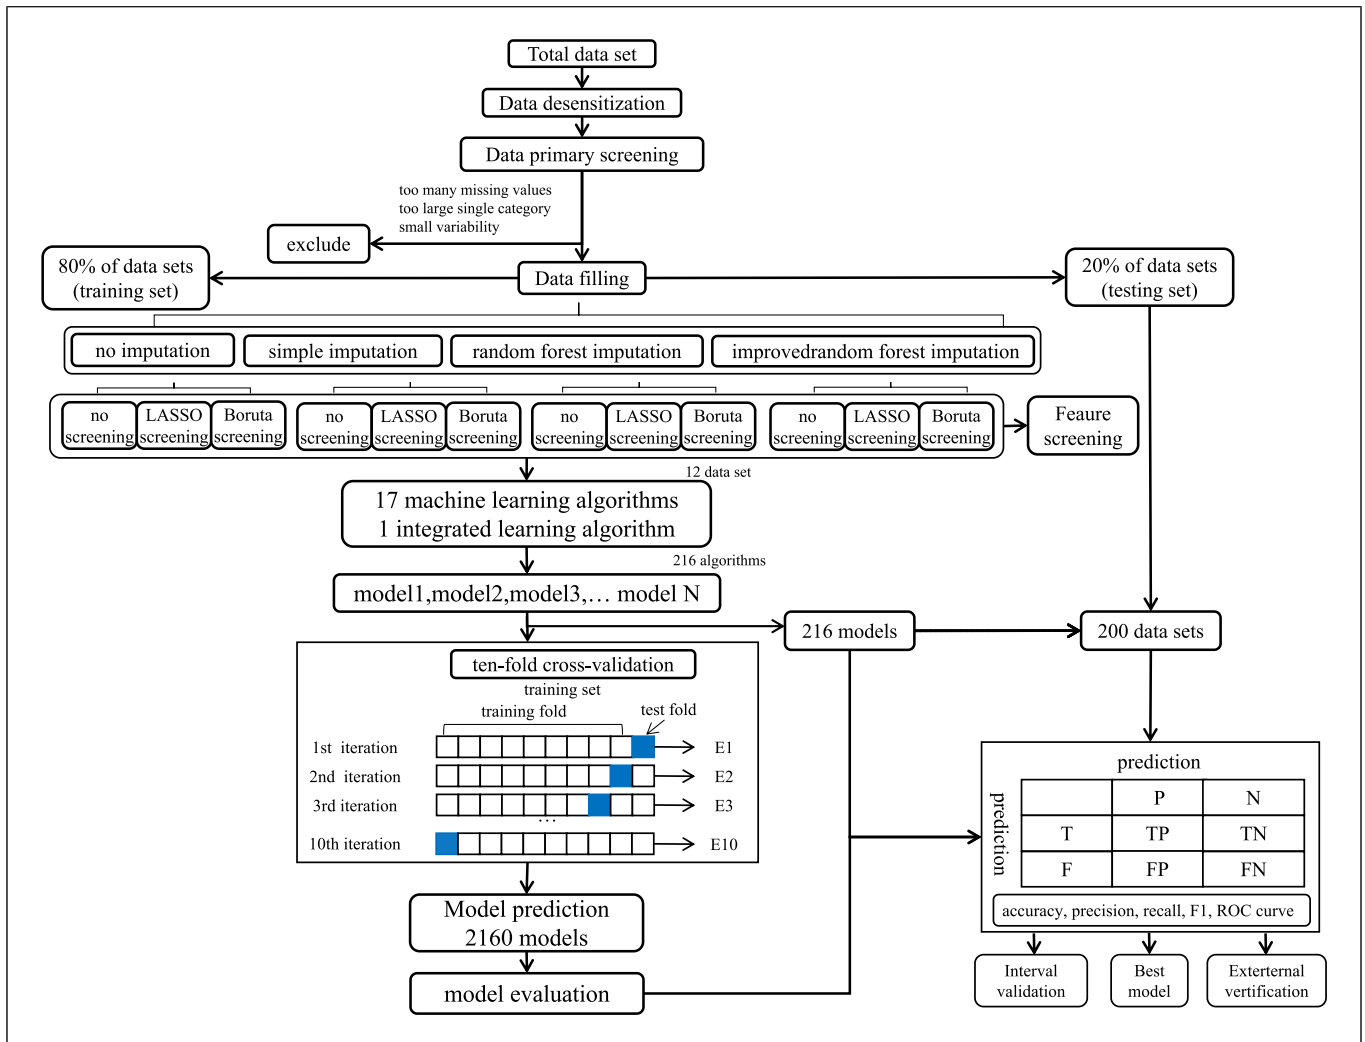 Total data set
Data desensitization
Data primary screening
too many missing values
too large single category
small variability
exclude
80% of data sets
(training set)
Data filling
20% of data sets
(testing set)
no imputation
simple imputation
random forest imputation
improvedrandom forest imputation
no
screening
LASSO
screening
Boruta
screening
no
screening
LASSO
screening
Boruta
screening
no
screening
LASSO
screening
Boruta
screening
no
screening
LASSO
screening
Boruta
screening
Feaure
screening
12 data set
17 machine learning algorithms
1 integrated learning algorithm
216 algorithms
model1,model2,model3,… model N
216 models
200 data sets
ten-fold cross-validation
training set
training fold
test fold
1st iteration
E1
2nd iteration
E2
3rd iteration
E3
...
10th iteration
E10
Model prediction
2160 models
model evaluation
prediction
prediction
P
N
T
TP
TN
F
FP
FN
accuracy, precision, recall, F1, ROC curve
Interval
validation
Best
model
Exterternal
vertification